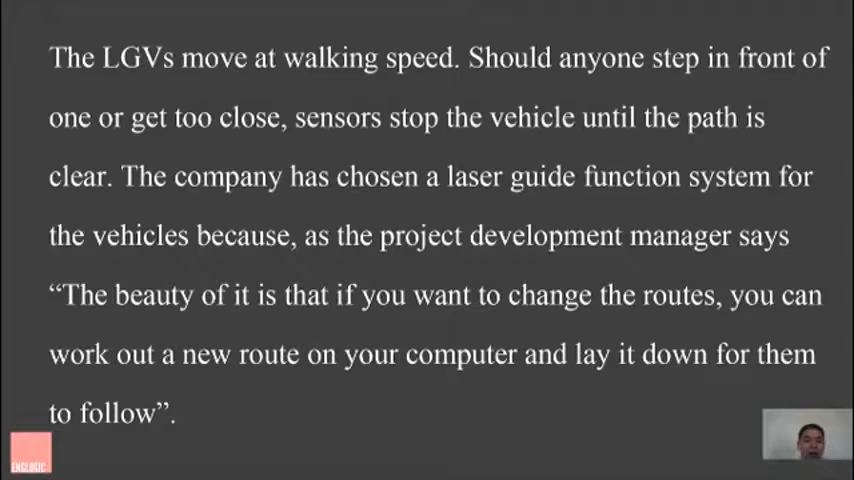 The LGVs move at walking speed. Should anyone step in front of
one or get too close, sensors stop the vehicle until the path is
clear. The company has chosen a laser guide function system for
the vehicles because, as the project development manager says
“The beauty of it is that if you want to change the routes, you can
work out a new route on your computer and lay it down for them
to follow”.
ENGLOGIC